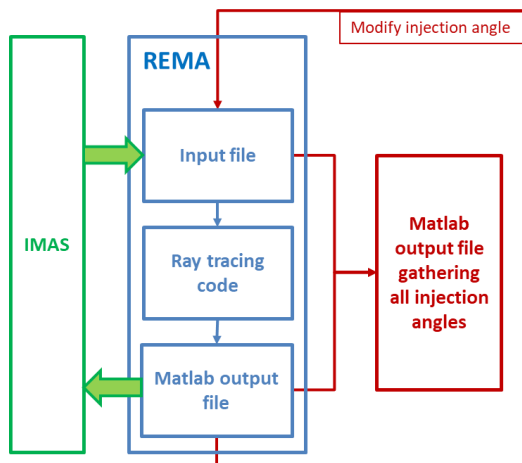 Modify injection angle
REMA
Input file
IMAS
Ray tracing
code
Matlab output
file
Matlab
output file
gathering
all injection
angles